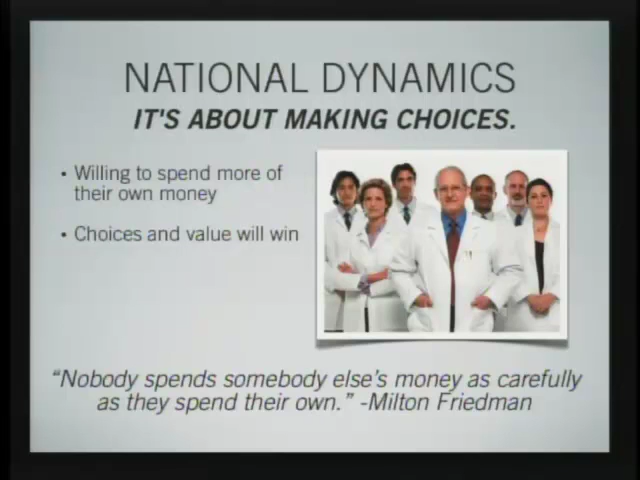 NATIONAL DYNAMICS
IT'S ABOUT MAKING CHOICES.
• Willing to spend more of
their own money
• Choices and value will win
“Nobody spends somebody else’s money as carefully
as they spend their own.” -Milton Friedman